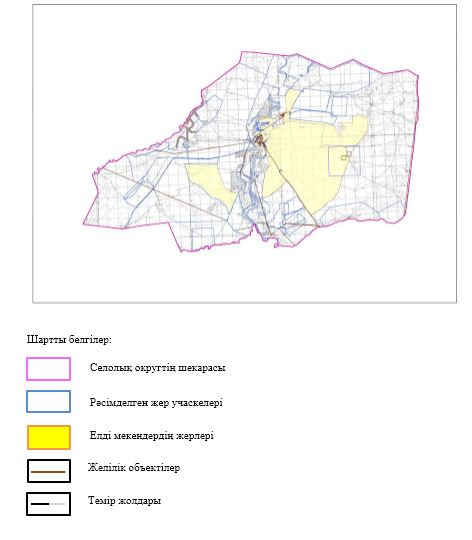 Шартты белгілер:
Селолық округтің шекарасы
Рәсімделген жер учаскелері
Елді мекендердің жерлері
Желілік объектілер
Темір жолдары